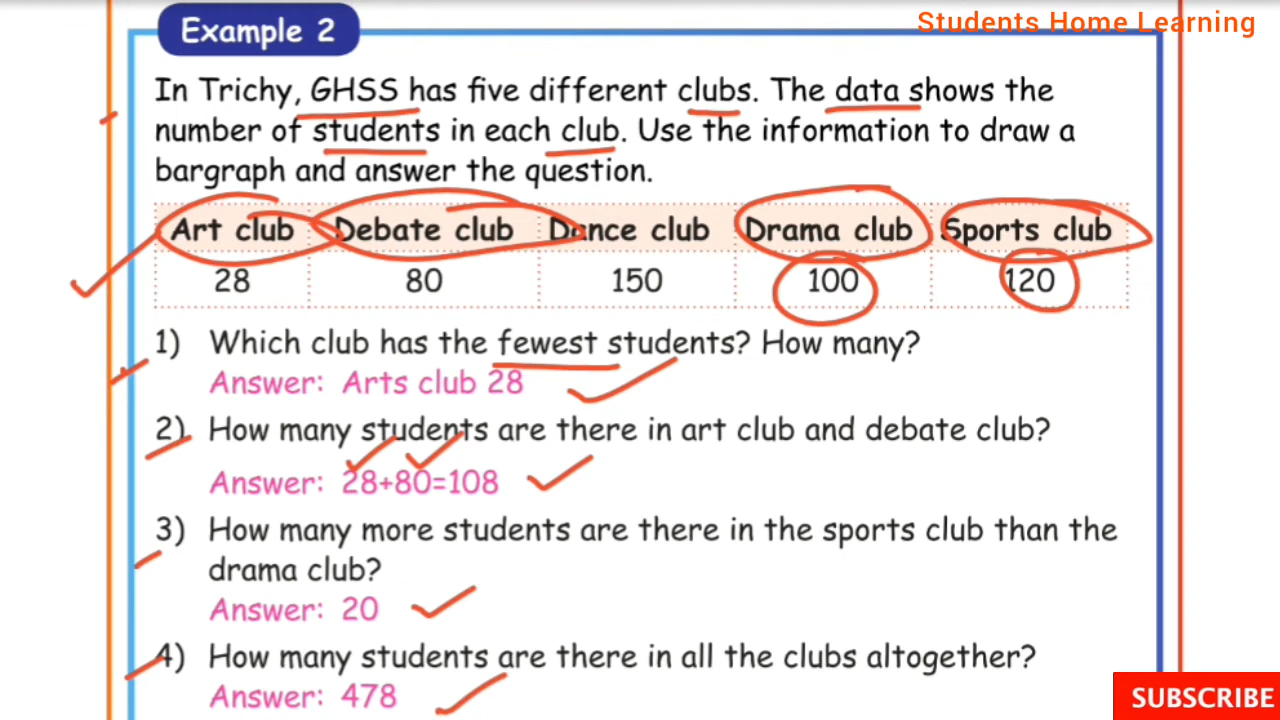 Students Home Learning
Example 2
In Trichy, GHSS has five different clubs. The data shows the
number of students in each club. Use the information to draw a
bargraph and answer the question.
Art club Debate club Dance club Drama club Sports club
28 80 150 100 120
1) Which club has the fewest students? How many?
Answer: Arts club 28
2) How many students are there in art club and debate club?
Answer: 28+80=108
3) How many more students are there in the sports club than the
drama club?
Answer: 20
4) How many students are there in all the clubs altogether?
Answer: 478
SUBSCRIBE